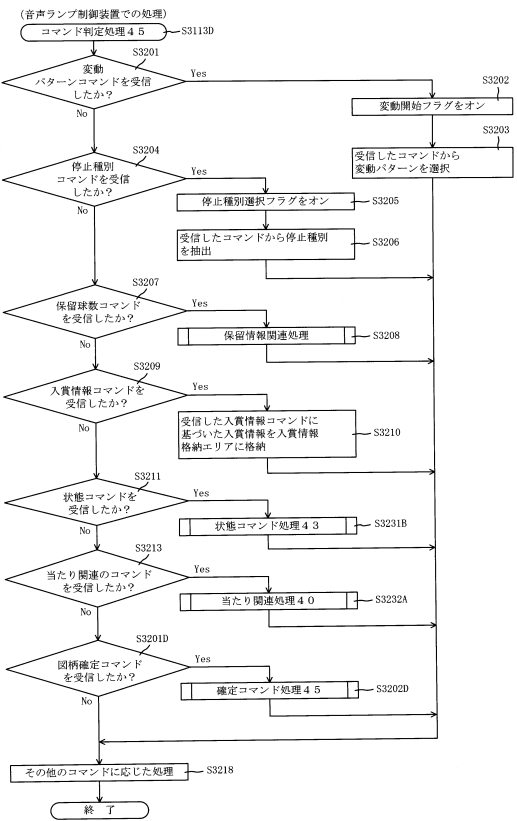 (音声ランプ制御装置での処理)
コマンド判定処理45
S3113D
S3201
変動
パターンコマンドを受信
したか?
Yes
No
S3202
変動開始フラグをオン
S3203
受信したコマンドから
変動パターンを選択
S3204
停止種別
コマンドを受信
したか?
Yes
No
停止種別選択フラグをオン
S3205
受信したコマンドから停止種別
を抽出
S3206
S3207
保留球数コマンド
を受信したか?
Yes
No
保留情報関連処理
S3208
S3209
入賞情報コマンドを
受信したか?
Yes
No
受信した入賞情報コマンドに
基づいた入賞情報を入賞情報
格納エリアに格納
S3210
S3211
状態コマンドを
受信したか?
Yes
No
状態コマンド処理43
S3231B
S3213
当たり関連のコマンド
を受信したか?
Yes
No
当たり関連処理40
S3232A
S3201D
図柄確定コマンド
を受信したか?
Yes
No
確定コマンド処理45
S3202D
その他のコマンドに応じた処理
S3218
終 了